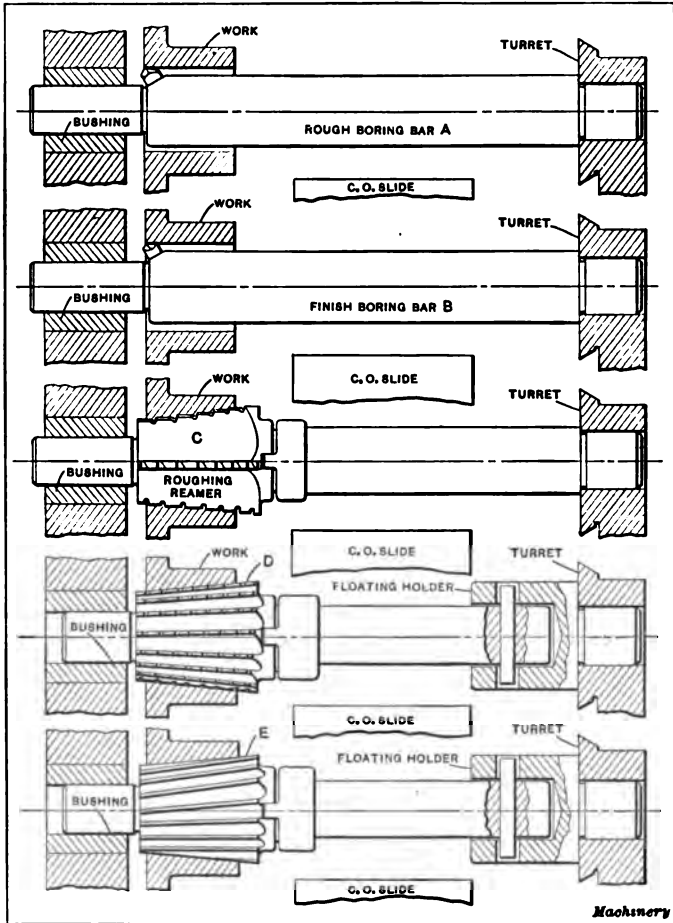 WORK
TURRET
BUSHING
ROUGH BORING BAR A
C.O. SLIDE
WORK
TURRET
BUSHING
FINISH BORING BAR B
C.O. SLIDE
WORK
TURRET
C
BUSHING
ROUGHING
REAMER
C.O. SLIDE
WORK
TURRET
D
FLOATING HOLDER
BUSHING
C.O. SLIDE
E
TURRET
FLOATING HOLDER
BUSHING
C.O. SLIDE
Machinery